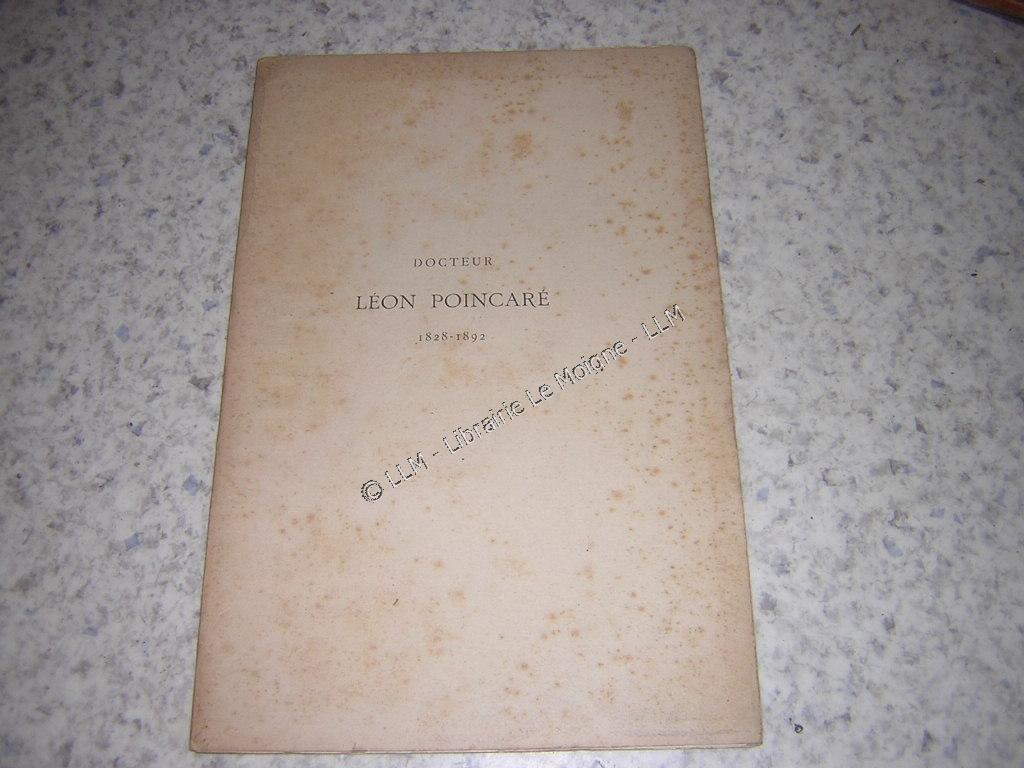 DOCTEUR
LÉON POINCARÉ
1828-1892
© LLM - Librairie Le Moigne - LLM